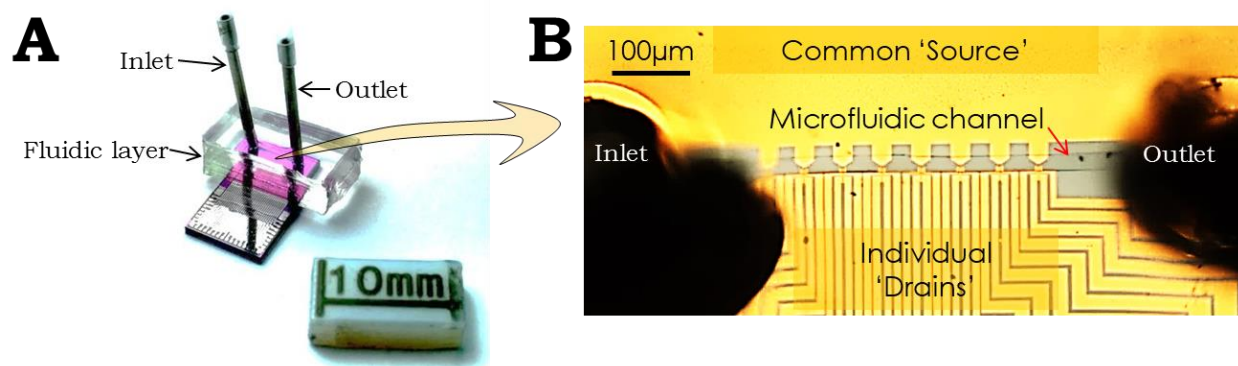 A
Inlet
Outlet
Fluidic layer
10mm
B
100µm
Common ‘Source’
Microfluidic channel
Inlet
Outlet
Individual
‘Drains’